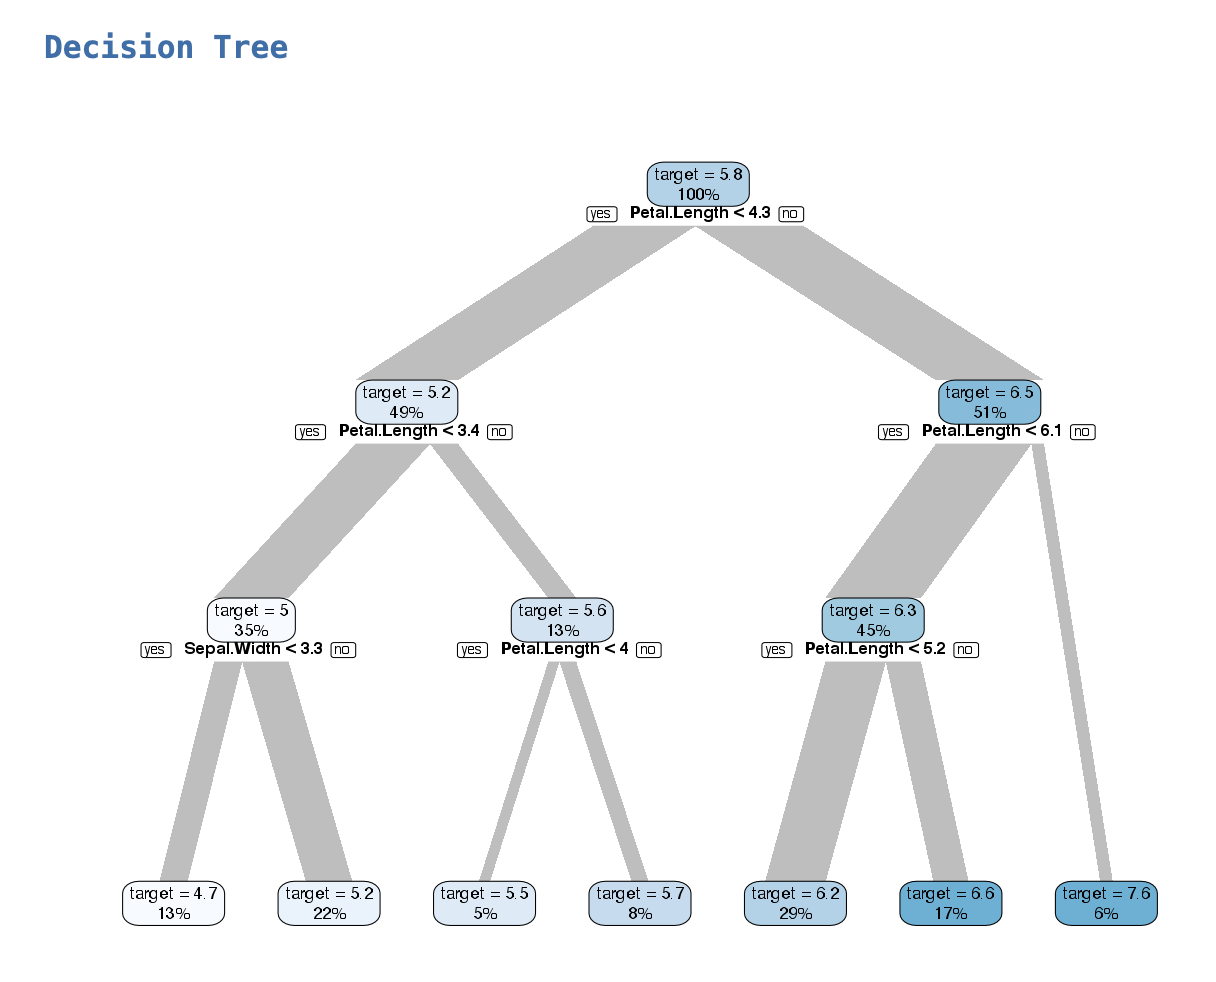 Decision Tree
target = 5.8
100%
yes Petal.Length < 4.3 no
target = 5.2 target = 6.5
49% 51%
yes Petal.Length < 3.4 no yes Petal.Length < 6.1 no
target = 5 target = 5.6 target = 6.3
35% 13% 45%
yes Sepal.Width < 3.3 no yes Petal.Length < 4 no yes Petal.Length < 5.2 no
target = 4.7 target = 5.2 target = 5.5 target = 5.7 target = 6.2 target = 6.6 target = 7.6
13% 22% 5% 8% 29% 17% 6%